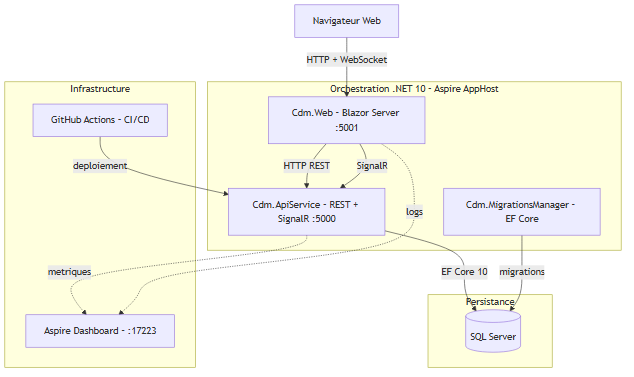 Navigateur Web
HTTP + WebSocket
Infrastructure
Orchestration .NET 10 - Aspire AppHost
GitHub Actions - CI/CD
Cdm.Web - Blazor Server
:5001
deploiement
HTTP REST
SignalR
Cdm.ApiService - REST +
SignalR :5000
logs
Cdm.MigrationsManager -
EF Core
metriques
EF Core 10
migrations
Persistance
Aspire Dashboard - :17223
SQL Server